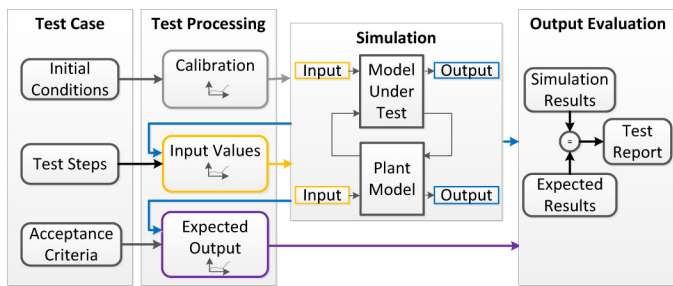 Test Case
Initial
Conditions
Test Steps
Acceptance
Criteria
Test Processing
Calibration
Input Values
Expected
Output
Simulation
Input
Model
Under
Test
Output
Input
Plant
Model
Output
Output Evaluation
Simulation
Results
=
Test
Report
Expected
Results